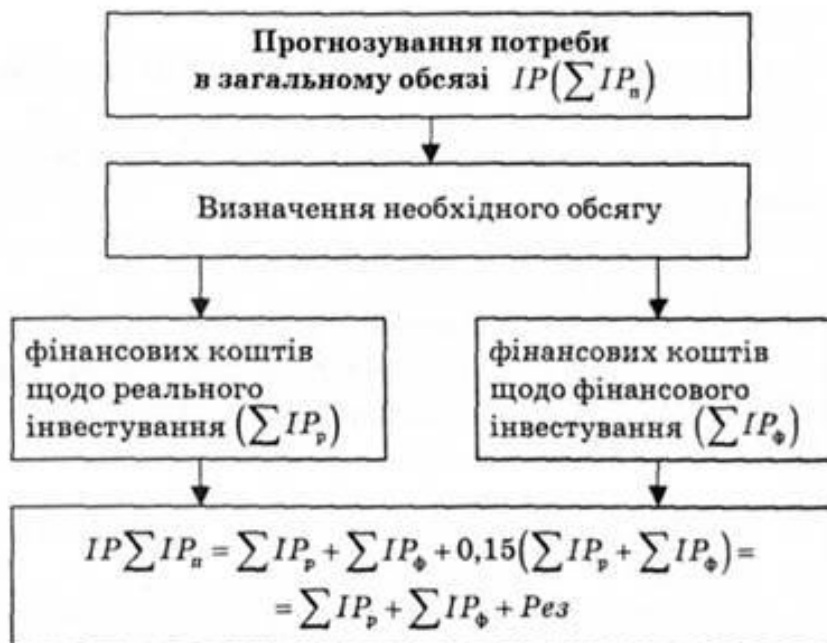 Прогнозування потреби
в загальному обсязі IP(∑IPп)
Визначення необхідного обсягу
фінансових коштів
щодо реального
інвестування (∑IPр)
фінансових коштів
щодо фінансового
інвестування (∑IPф)
IP∑IPп = ∑IPр + ∑IPф + 0,15(∑IPр + ∑IPф) =
= ∑IPр + ∑IPф + Рез